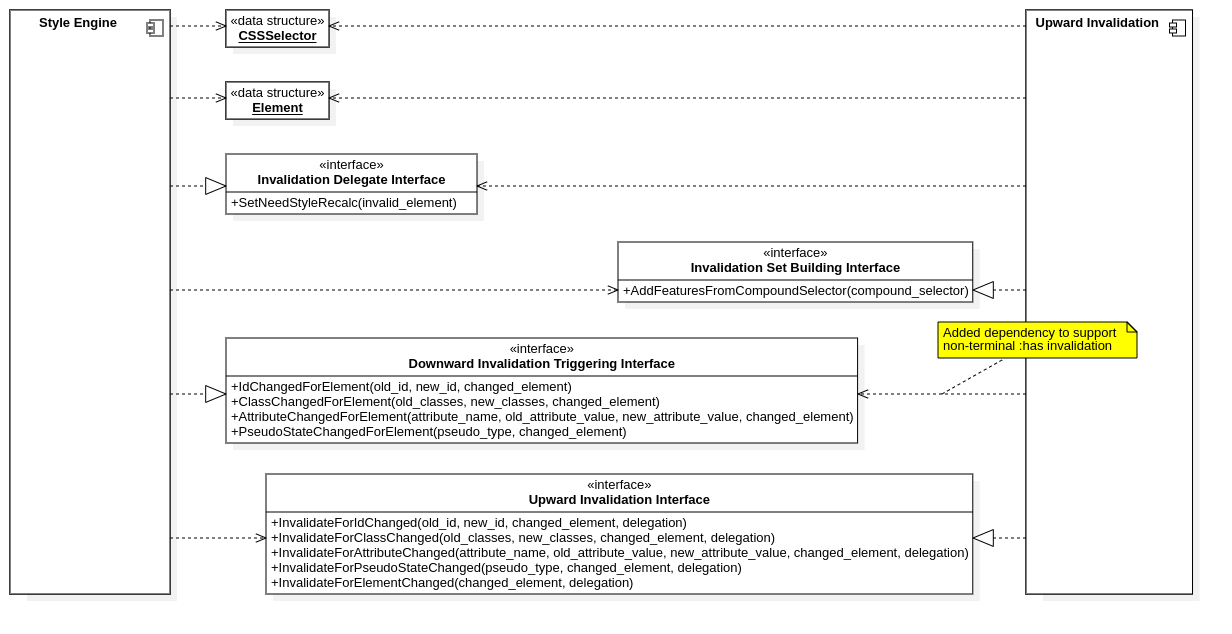 Style Engine
«data structure»
CSSSelector
Upward Invalidation
«data structure»
Element
«interface»
Invalidation Delegate Interface
+SetNeedStyleRecalc(invalid_element)
«interface»
Invalidation Set Building Interface
+AddFeaturesFromCompoundSelector(compound_selector)
Added dependency to support
non-terminal :has invalidation
«interface»
Downward Invalidation Triggering Interface
+IdChangedForElement(old_id, new_id, changed_element)
+ClassChangedForElement(old_classes, new_classes, changed_element)
+AttributeChangedForElement(attribute_name, old_attribute_value, new_attribute_value, changed_element)
+PseudoStateChangedForElement(pseudo_type, changed_element)
«interface»
Upward Invalidation Interface
+InvalidateForIdChanged(old_id, new_id, changed_element, delegation)
+InvalidateForClassChanged(old_classes, new_classes, changed_element, delegation)
+InvalidateForAttributeChanged(attribute_name, old_attribute_value, new_attribute_value, changed_element, delegation)
+InvalidateForPseudoStateChanged(pseudo_type, changed_element, delegation)
+InvalidateForElementChanged(changed_element, delegation)